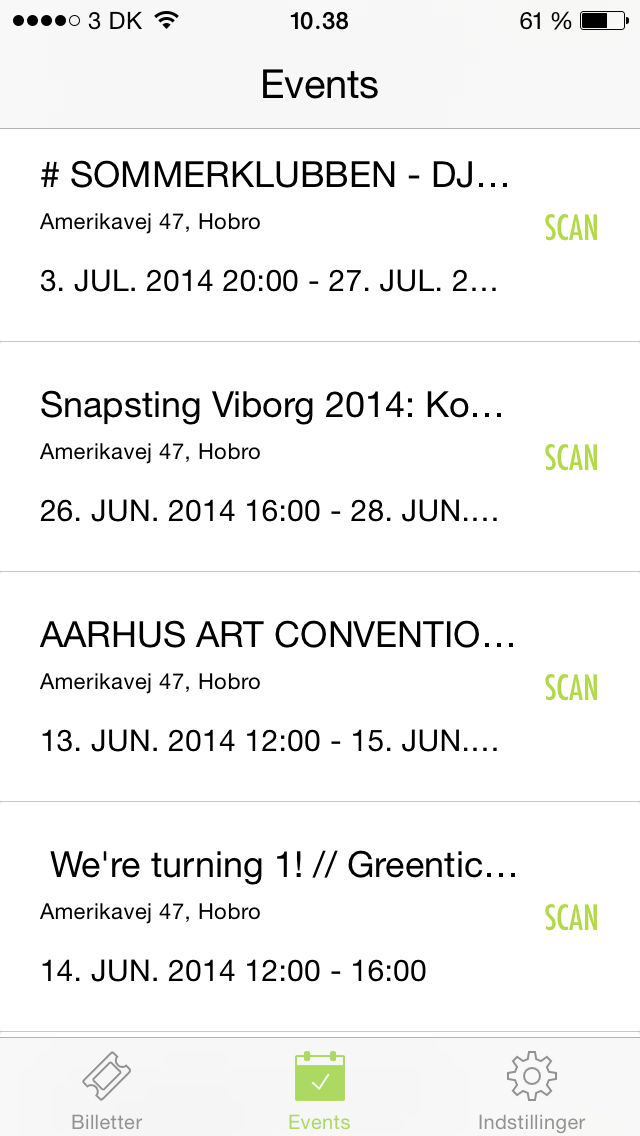 3 DK 10.38 61 %
Events
# SOMMERKLUBBEN - DJ...
Amerikavej 47, Hobro
SCAN
3. JUL. 2014 20:00 - 27. JUL. 2...
Snapsting Viborg 2014: Ko...
Amerikavej 47, Hobro
SCAN
26. JUN. 2014 16:00 - 28. JUN....
AARHUS ART CONVENTIO...
Amerikavej 47, Hobro
SCAN
13. JUN. 2014 12:00 - 15. JUN....
We're turning 1! // Greentic...
Amerikavej 47, Hobro
SCAN
14. JUN. 2014 12:00 - 16:00
Billetter Events Indstillinger